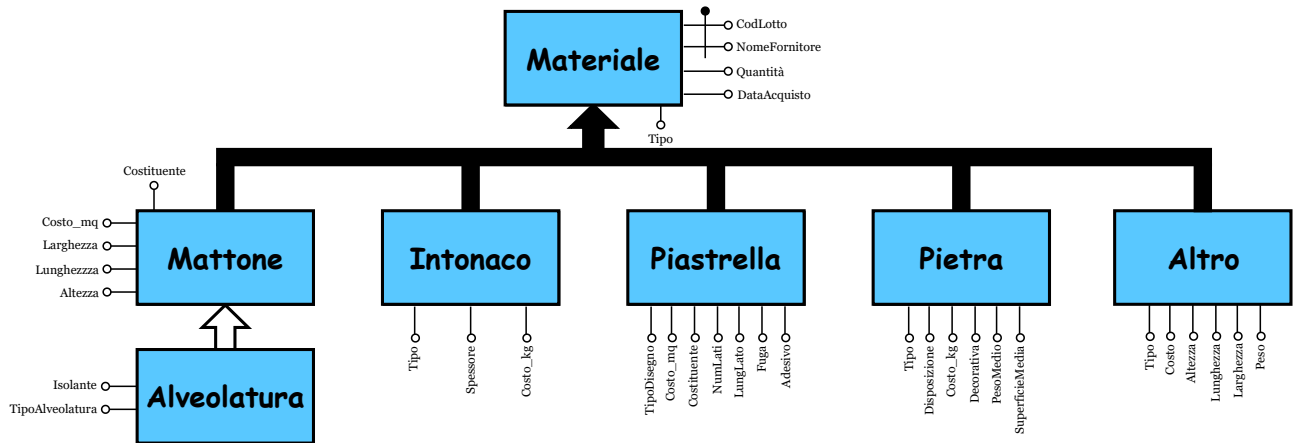 Materiale
CodLotto
NomeFornitore
Quantità
DataAcquisto
Tipo
Costituente
Costo_mq
Larghezza
Lunghezzza
Altezza
Mattone
Intonaco
Piastrella
Pietra
Altro
Tipo
Spessore
Costo_kg
TipoDisegno
Costo_mq
Costituente
NumLati
LungLato
Fuga
Adesivo
Tipo
Disposizione
Costo_kg
Decorativa
PesoMedio
SuperficieMedia
Tipo
Costo
Altezza
Lunghezza
Larghezza
Peso
Isolante
TipoAlveolatura
Alveolatura